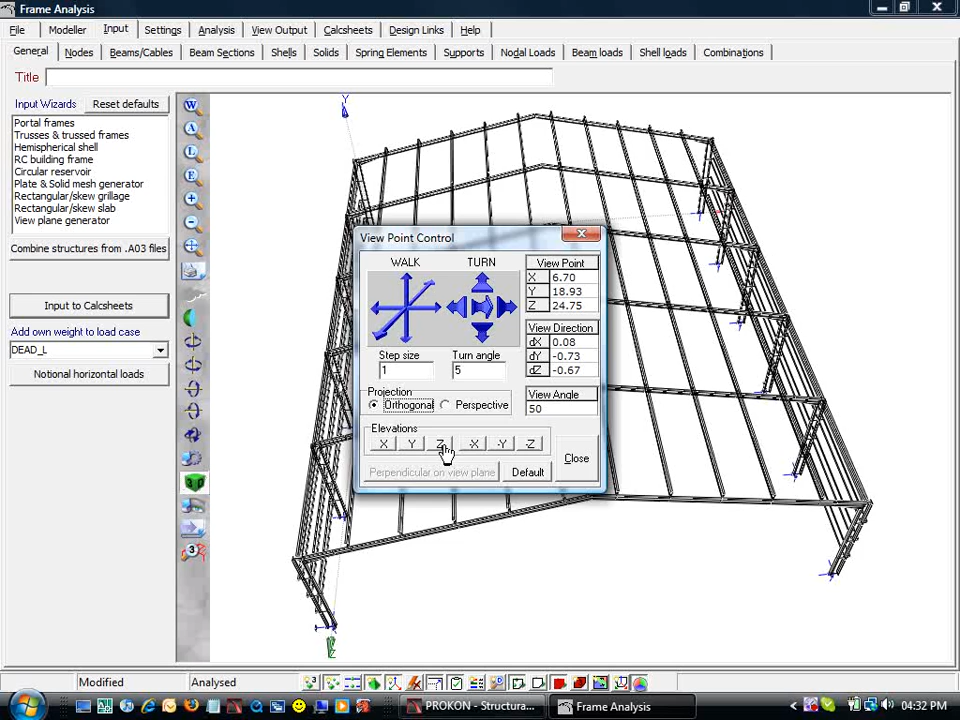 Frame Analysis
File Modeller Input Settings Analysis View Output Calcsheets Design Links Help
General Nodes Beams/Cables Beam Sections Shells Solids Spring Elements Supports Nodal Loads Beam loads Shell loads Combinations
Title
Input Wizards Reset defaults
Portal frames
Trusses & trussed frames
Hemispherical shell
RC building frame
Circular reservoir
Plate & Solid mesh generator
Rectangular/skew grillage
Rectangular/skew slab
View plane generator
Combine structures from .A03 files
Input to Calcsheets
Add own weight to load case
DEAD_L
Notional horizontal loads
W
A
L
E
3
Y
View Point Control
WALK TURN View Point
X 6.70
Y 18.93
Z 24.75
View Direction
dX 0.08
dY -0.73
dZ -0.67
Step size Turn angle
1 5
Projection
Orthogonal Perspective
View Angle
50
Elevations
X Y Z -X -Y -Z
Close
Perpendicular on view plane Default
Z
Modified Analysed
PROKON - Structura... Frame Analysis 04:32 PM